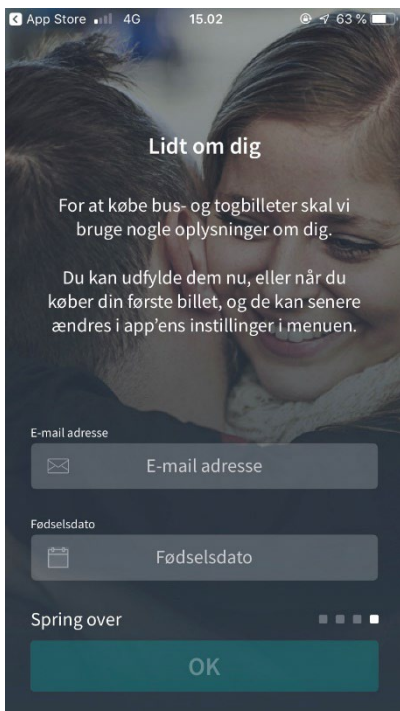 App Store 4G 15.02 63 %
Lidt om dig
For at købe bus- og togbilleter skal vi
bruge nogle oplysninger om dig.
Du kan udfylde dem nu, eller når du
køber din første billet, og de kan senere
ændres i app'ens instillinger i menuen.
E-mail adresse
E-mail adresse
Fødselsdato
Fødselsdato
Spring over
OK